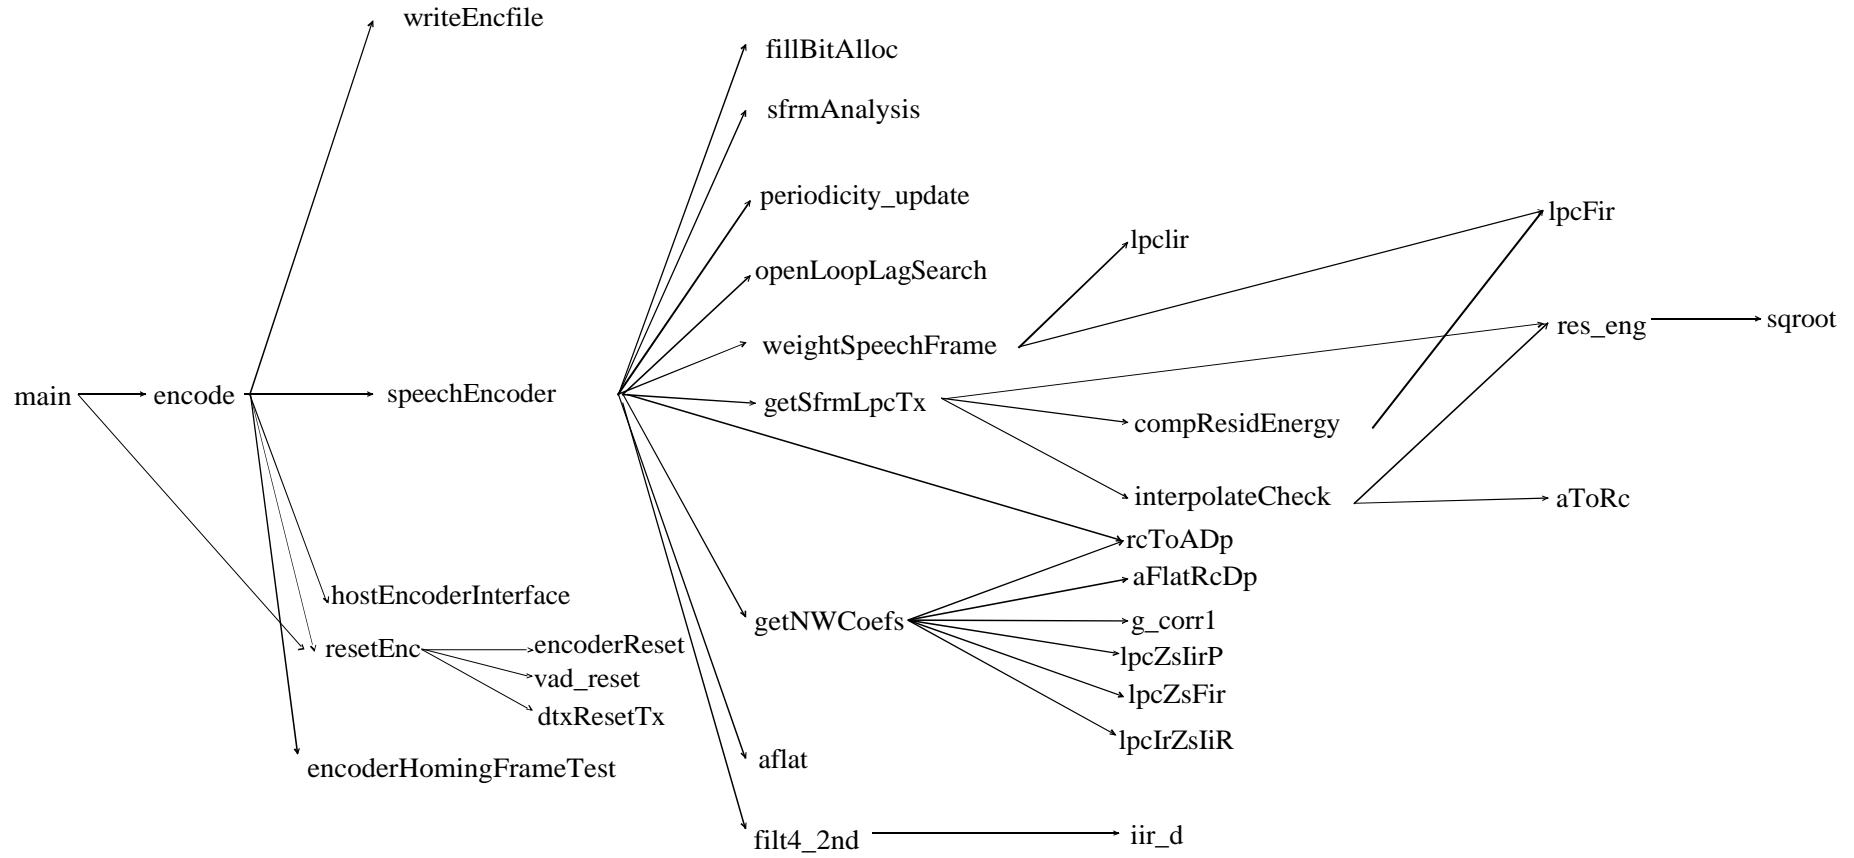 writeEncfile
fillBitAlloc
sfrmAnalysis
periodicity_update
lpcFir
lpclir
openLoopLagSearch
res_eng
sqroot
weightSpeechFrame
main
encode
speechEncoder
getSfrmLpcTx
compResidEnergy
interpolateCheck
aToRc
rcToADp
aFlatRcDp
hostEncoderInterface
getNWCoefs
g_corr1
resetEnc
encoderReset
lpcZsIirP
vad_reset
lpcZsFir
dtxResetTx
lpcIrZsIiR
encoderHomingFrameTest
aflat
filt4_2nd
iir_d